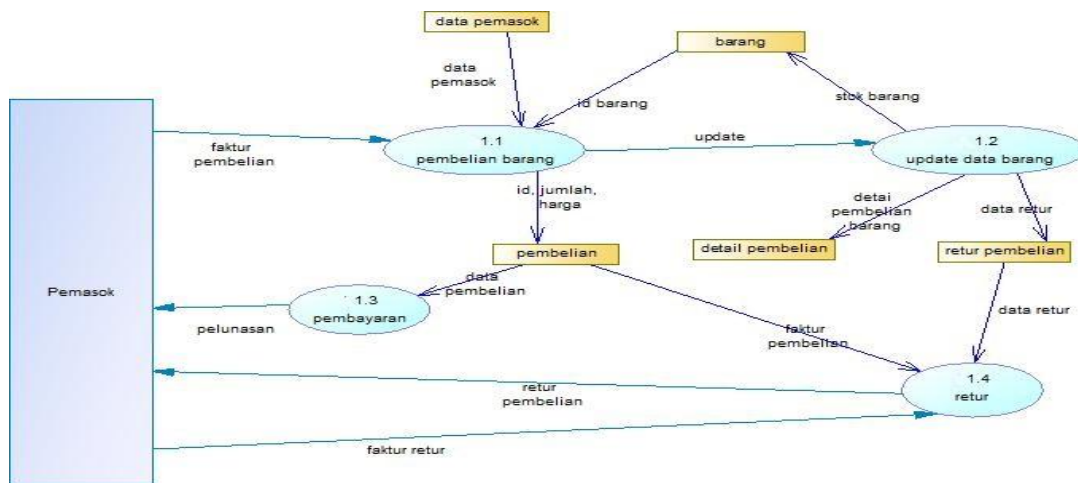 data pemasok
barang
data
pemasok
id barang
stok barang
faktur
pembelian
1.1
pembelian barang
update
1.2
update data barang
id, jumlah,
harga
detai
pembelian
barang
data retur
pembelian
detail pembelian
retur pembelian
Pemasok
data
pembelian
1.3
pembayaran
pelunasan
faktur
pembelian
data retur
retur
pembelian
1.4
retur
faktur retur